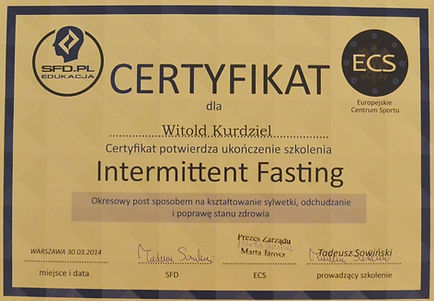 SFD.PL
EDUKACJA
CERTYFIKAT
ECS
Europejskie
Centrum Sportu
dla
Witold Kurdziel
Certyfikat potwierdza ukończenie szkolenia
Intermittent Fasting
Okresowy post sposobem na kształtowanie sylwetki, odchudzanie
i poprawę stanu zdrowia
WARSZAWA 30.03.2014
Prezes Zarządu
Marta Jarosz
Tadeusz Sowiński
miejsce i data
SFD
ECS
prowadzący szkolenie